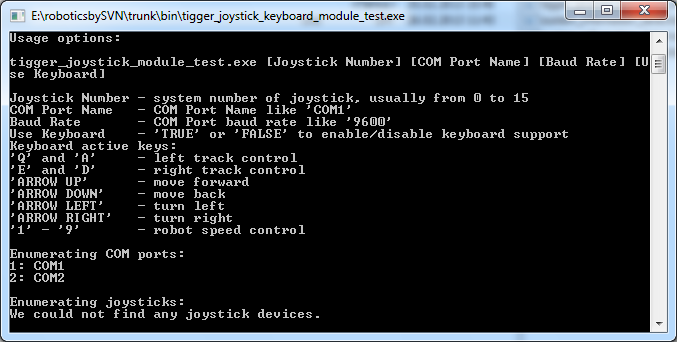 E:\roboticsbySVN\trunk\bin\tigger_joystick_keyboard_module_test.exe
Usage options:
tigger_joystick_module_test.exe [Joystick Number] [COM Port Name] [Baud Rate] [U
se Keyboard]
Joystick Number - system number of joystick, usually from 0 to 15
COM Port Name - COM Port Name like 'COM1'
Baud Rate - COM Port baud rate like '9600'
Use Keyboard - 'TRUE' or 'FALSE' to enable/disable keyboard support
Keyboard active keys:
'Q' and 'A' - left track control
'E' and 'D' - right track control
'ARROW UP' - move forward
'ARROW DOWN' - move back
'ARROW LEFT' - turn left
'ARROW RIGHT' - turn right
'1' - '9' - robot speed control
Enumerating COM ports:
1: COM1
2: COM2
Enumerating joysticks:
We could not find any joystick devices.